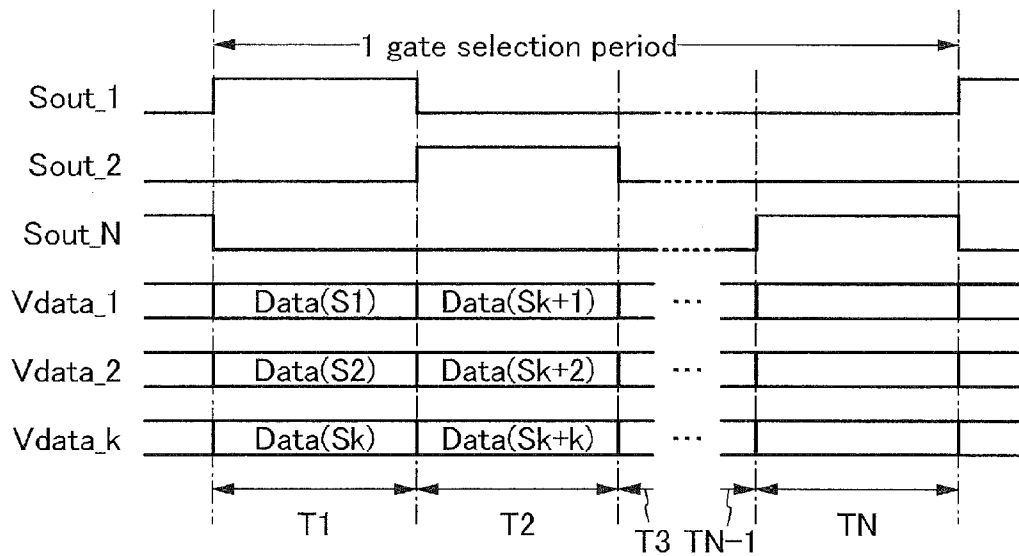 1 gate selection period
Sout_1
Sout_2
Sout_N
Vdata_1 Data(S1) Data(Sk+1) ...
Vdata_2 Data(S2) Data(Sk+2) ...
Vdata_k Data(Sk) Data(Sk+k) ...
T1 T2 T3 TN-1 TN